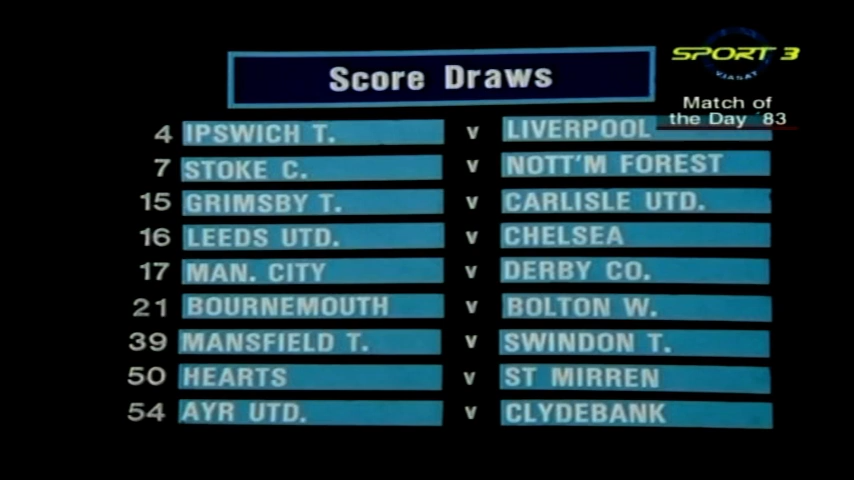 SPORT 3
VIASAT
Match of
the Day ´83
Score Draws
4 IPSWICH T. v LIVERPOOL
7 STOKE C. v NOTT'M FOREST
15 GRIMSBY T. v CARLISLE UTD.
16 LEEDS UTD. v CHELSEA
17 MAN. CITY v DERBY CO.
21 BOURNEMOUTH v BOLTON W.
39 MANSFIELD T. v SWINDON T.
50 HEARTS v ST MIRREN
54 AYR UTD. v CLYDEBANK